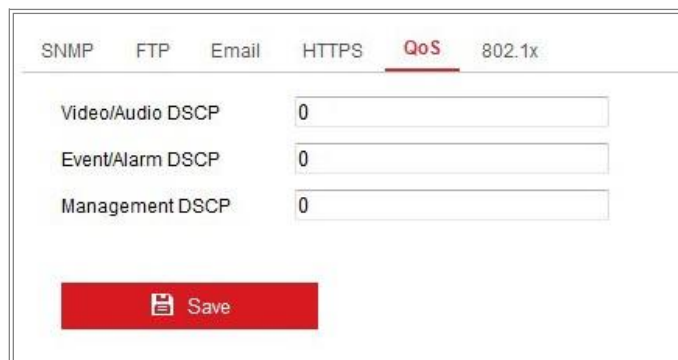 SNMP FTP Email HTTPS QoS 802.1x
Video/Audio DSCP 0
Event/Alarm DSCP 0
Management DSCP 0
Save